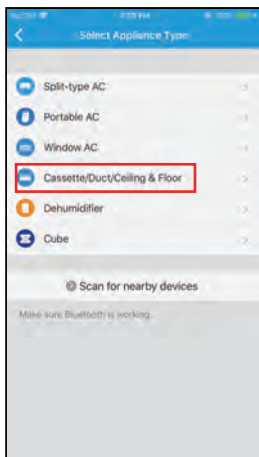 Select Appliance Type
Split-type AC
Portable AC
Window AC
Cassette/Duct/Ceiling & Floor
Dehumidifier
Cube
Scan for nearby devices
Make sure Bluetooth is working.